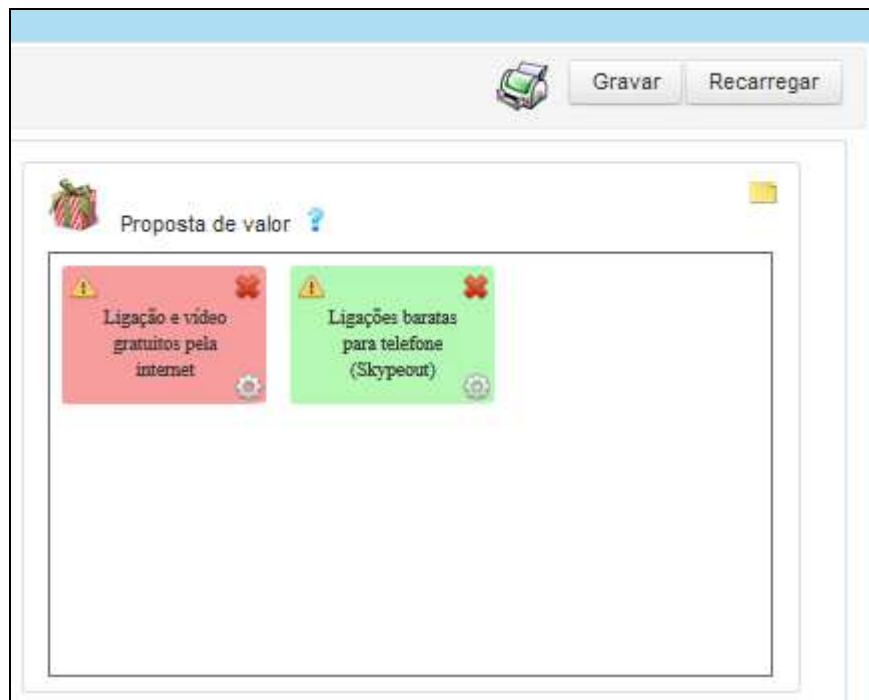 Gravar Recarregar
Proposta de valor ?
Ligação e vídeo
gratuitos pela
internet
Ligações baratas
para telefone
(Skypeout)